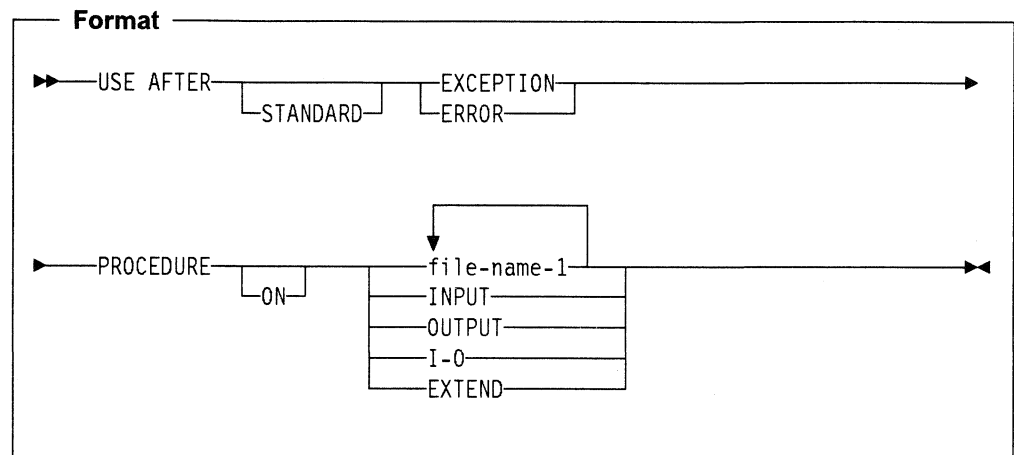 Format
USE AFTER EXCEPTION
STANDARD ERROR
PROCEDURE file-name-1
ON INPUT
OUTPUT
I-O
EXTEND